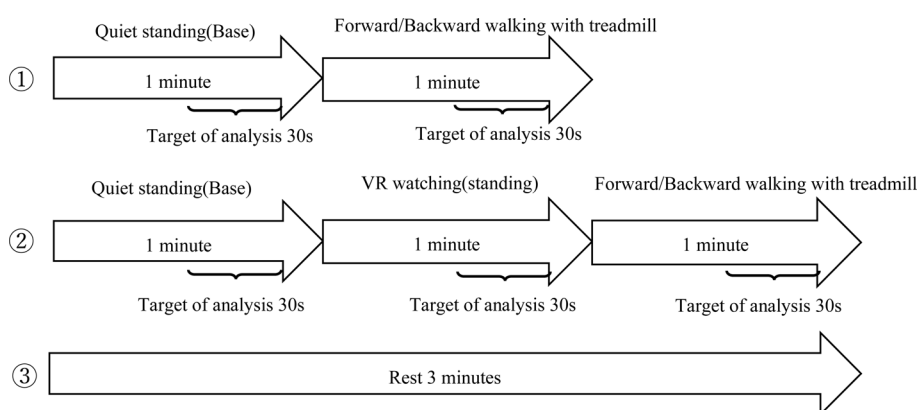 Quiet standing(Base)
Forward/Backward walking with treadmill
①
1 minute
1 minute
Target of analysis 30s
Target of analysis 30s
Quiet standing(Base)
VR watching(standing)
Forward/Backward walking with treadmill
②
1 minute
1 minute
1 minute
Target of analysis 30s
Target of analysis 30s
Target of analysis 30s
③
Rest 3 minutes